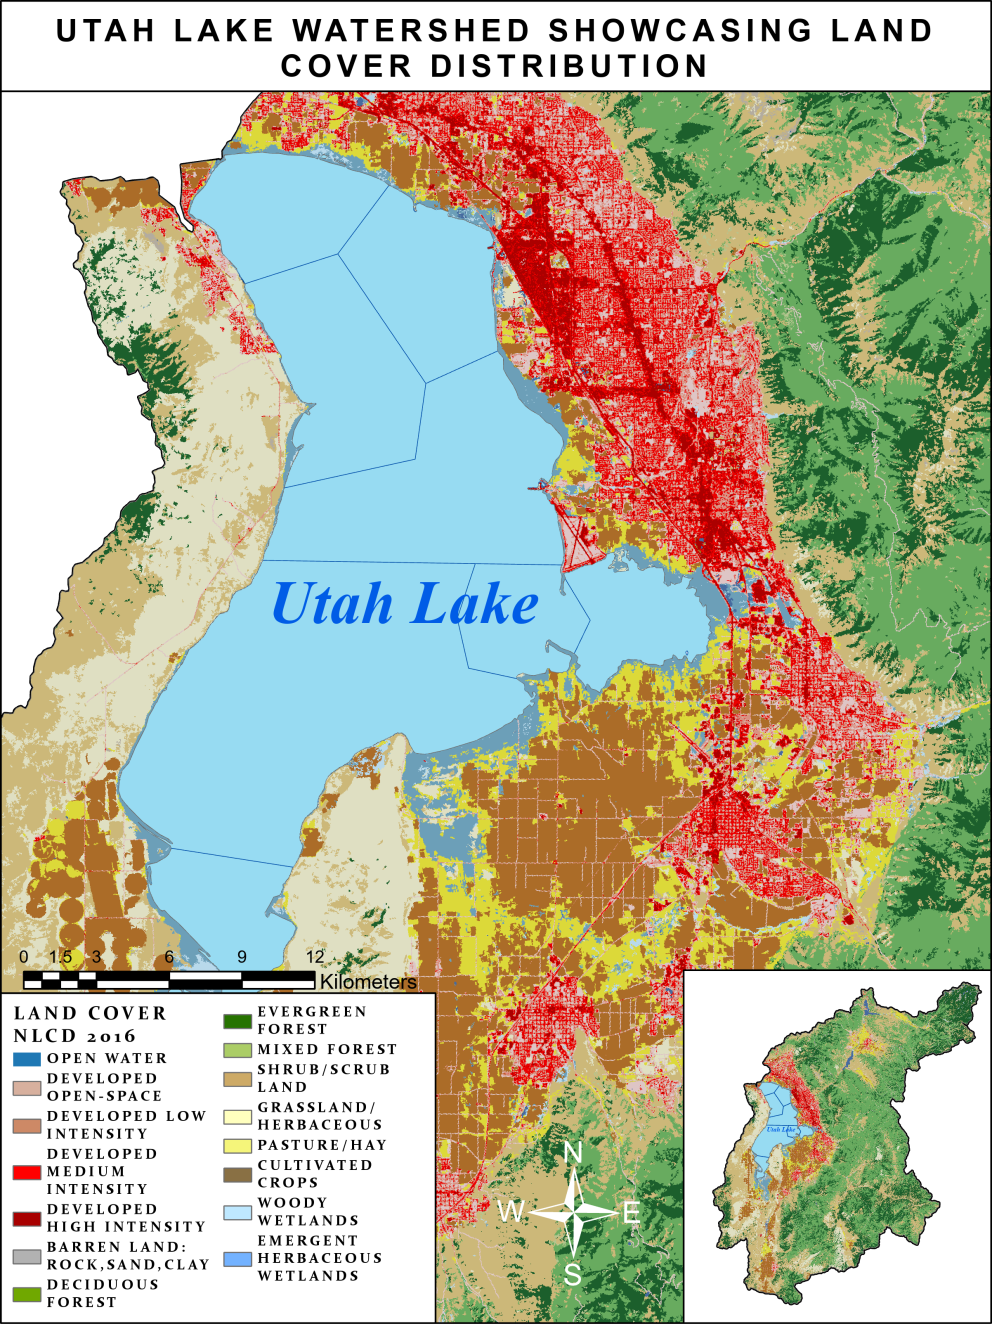 UTAH LAKE WATERSHED SHOWCASING LAND
COVER DISTRIBUTION
Utah Lake
0 1.5 3 6 9 12
Kilometers
LAND COVER
NLCD 2016
OPEN WATER
DEVELOPED
OPEN-SPACE
DEVELOPED LOW
INTENSITY
DEVELOPED
MEDIUM
INTENSITY
DEVELOPED
HIGH INTENSITY
BARREN LAND:
ROCK,SAND,CLAY
DECIDUOUS
FOREST
EVERGREEN
FOREST
MIXED FOREST
SHRUB/SCRUB
LAND
GRASSLAND/
HERBACEOUS
PASTURE/HAY
CULTIVATED
CROPS
WOODY
WETLANDS
EMERGENT
HERBACEOUS
WETLANDS
N
W E
S
Utah Lake